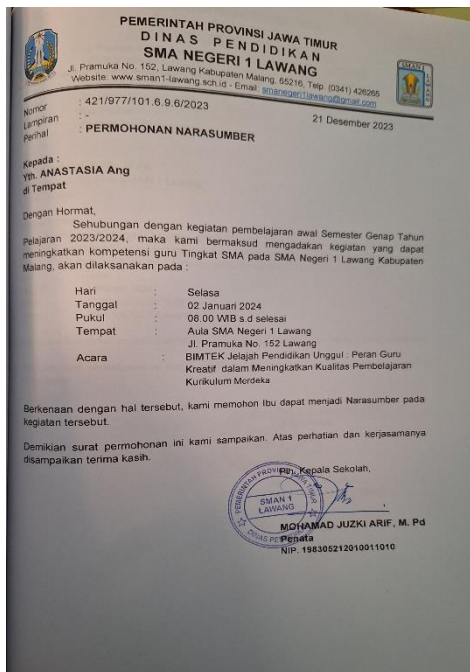 PEMERINTAH PROVINSI JAWA TIMUR
DINAS PENDIDIKAN
SMA NEGERI 1 LAWANG
Jl. Pramuka No. 152, Lawang Kabupaten Malang, 65216, Telp. (0341) 426265
Website: www.sman1-lawang.sch.id - Email: smanegeri1lawang@gmail.com
Nomor : 421/977/101.6.9.6/2023
21 Desember 2023
Lampiran : -
Perihal : PERMOHONAN NARASUMBER
Kepada :
Yth. ANASTASIA Ang
di Tempat
Dengan Hormat,
Sehubungan dengan kegiatan pembelajaran awal Semester Genap Tahun
Pelajaran 2023/2024, maka kami bermaksud mengadakan kegiatan yang dapat
meningkatkan kompetensi guru Tingkat SMA pada SMA Negeri 1 Lawang Kabupaten
Malang, akan dilaksanakan pada :
Hari : Selasa
Tanggal : 02 Januari 2024
Pukul : 08.00 WIB s.d selesai
Tempat : Aula SMA Negeri 1 Lawang
Jl. Pramuka No. 152 Lawang
Acara : BIMTEK Jelajah Pendidikan Unggul : Peran Guru
Kreatif dalam Meningkatkan Kualitas Pembelajaran
Kurikulum Merdeka
Berkenaan dengan hal tersebut, kami memohon Ibu dapat menjadi Narasumber pada
kegiatan tersebut.
Demikian surat permohonan ini kami sampaikan. Atas perhatian dan kerjasamanya
disampaikan terima kasih.
Plh. Kepala Sekolah,
PEMERINTAH PROVINSI JAWA TIMUR
SMAN 1
LAWANG
MOHAMAD JUZKI ARIF, M. Pd
Penata
NIP. 198305212010011010